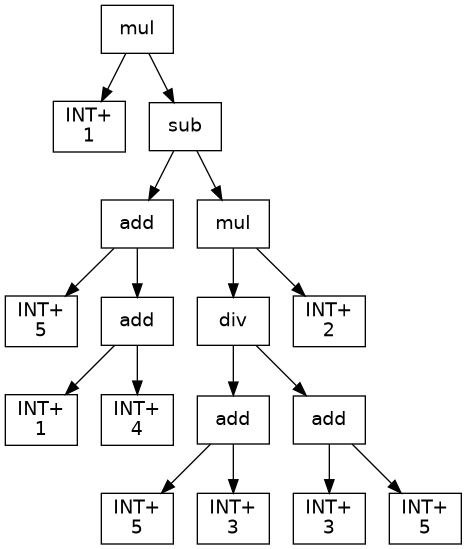 mul
INT+
1
sub
add
mul
INT+
5
add
div
INT+
2
INT+
1
INT+
4
add
add
INT+
5
INT+
3
INT+
3
INT+
5